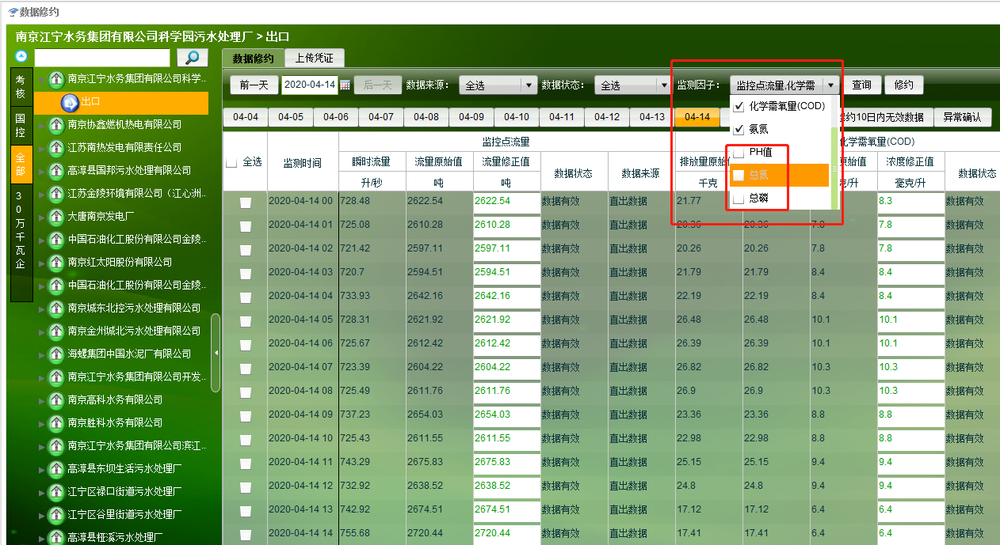 数据修约
南京江宁水务集团有限公司科学园污水处理厂 > 出口
数据修约 上传凭证
前一天 2020-04-14 后一天 数据来源： 全选 数据状态： 全选 监测因子： 监控点流量,化学需 查询 修约
04-04 04-05 04-06 04-07 04-08 04-09 04-10 04-11 04-12 04-13 04-14 约10日内无效数据 异常确认
化学需氧量(COD)
氨氮
PH值
总氮
总磷
考核
国控
全部
30万千瓦企
南京江宁水务集团有限公司科学..
出口
南京协鑫燃机热电有限公司
江苏南热发电有限责任公司
高淳县国邦污水处理有限公司
江苏金陵环境有限公司（江心洲..
大唐南京发电厂
中国石油化工股份有限公司金陵..
南京红太阳股份有限公司
中国石油化工股份有限公司金陵..
南京城东北控污水处理有限公司
南京金州城北污水处理有限公司
海螺集团中国水泥厂有限公司
南京江宁水务集团有限公司开发..
南京高科水务有限公司
南京胜科水务有限公司
南京江宁水务集团有限公司滨江..
高淳县东坝生活污水处理厂
江宁区禄口街道污水处理厂
江宁区谷里街道污水处理厂
高淳县桠溪污水处理厂
全选 监测时间 监控点流量 化学需氧量(COD)
瞬时流量 流量原始值 流量修正值 数据状态 数据来源 排放量原始值 原始值 浓度修正值 数据状态
升/秒 吨 吨 千克 克/升 毫克/升
2020-04-14 00 728.48 2622.54 2622.54 数据有效 直出数据 21.77 8.3 数据有效
2020-04-14 01 725.08 2610.28 2610.28 数据有效 直出数据 20.36 20.36 7.8 7.8 数据有效
2020-04-14 02 721.42 2597.11 2597.11 数据有效 直出数据 20.26 20.26 7.8 7.8 数据有效
2020-04-14 03 720.7 2594.51 2594.51 数据有效 直出数据 21.79 21.79 8.4 8.4 数据有效
2020-04-14 04 733.93 2642.16 2642.16 数据有效 直出数据 22.19 22.19 8.4 8.4 数据有效
2020-04-14 05 728.31 2621.92 2621.92 数据有效 直出数据 26.48 26.48 10.1 10.1 数据有效
2020-04-14 06 725.67 2612.42 2612.42 数据有效 直出数据 26.39 26.39 10.1 10.1 数据有效
2020-04-14 07 723.39 2604.22 2604.22 数据有效 直出数据 26.82 26.82 10.3 10.3 数据有效
2020-04-14 08 725.49 2611.76 2611.76 数据有效 直出数据 26.9 26.9 10.3 10.3 数据有效
2020-04-14 09 737.23 2654.03 2654.03 数据有效 直出数据 23.36 23.36 8.8 8.8 数据有效
2020-04-14 10 725.43 2611.55 2611.55 数据有效 直出数据 22.98 22.98 8.8 8.8 数据有效
2020-04-14 11 743.29 2675.83 2675.83 数据有效 直出数据 25.15 25.15 9.4 9.4 数据有效
2020-04-14 12 732.92 2638.52 2638.52 数据有效 直出数据 24.8 24.8 9.4 9.4 数据有效
2020-04-14 13 742.92 2674.51 2674.51 数据有效 直出数据 17.12 17.12 6.4 6.4 数据有效
2020-04-14 14 755.68 2720.44 2720.44 数据有效 直出数据 17.41 17.41 6.4 6.4 数据有效